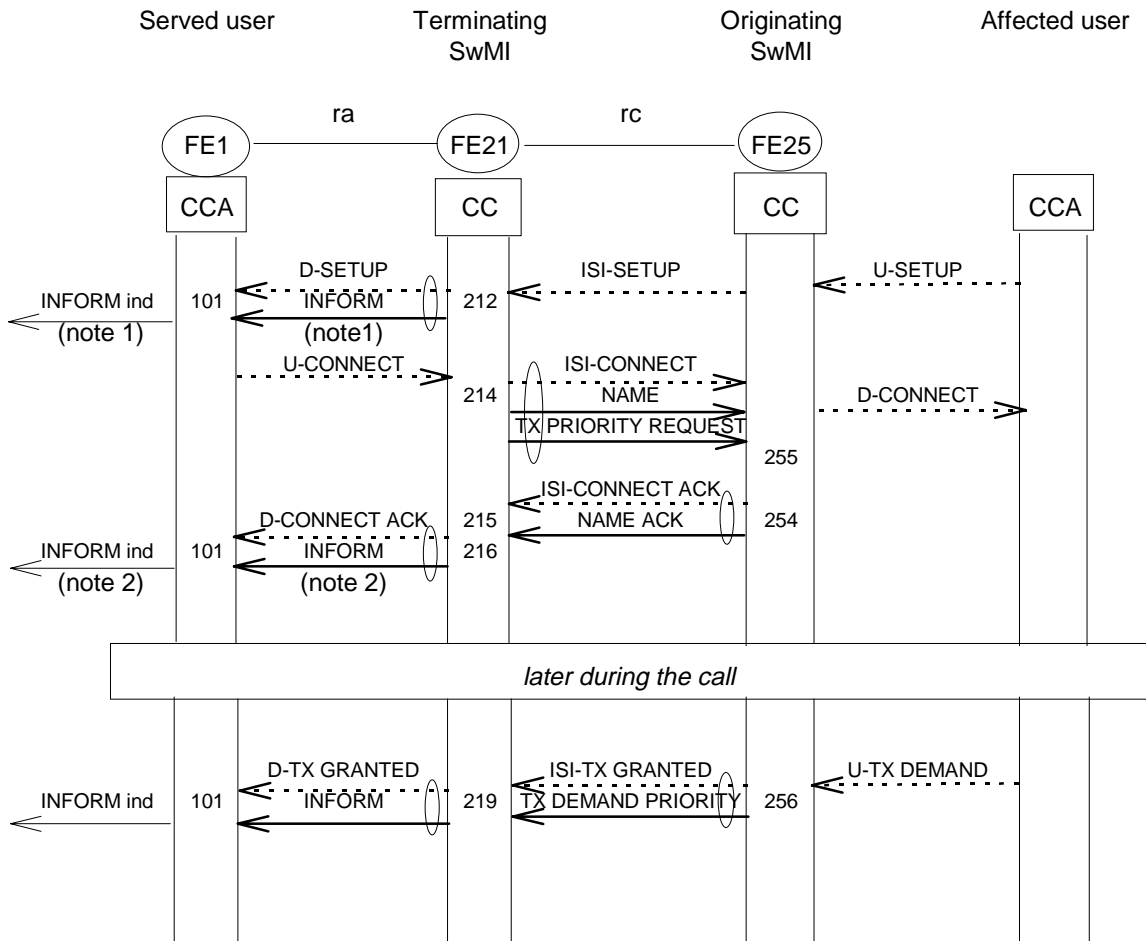 Served user
Terminating
SwMI
Originating
SwMI
Affected user
ra
rc
FE1
FE21
FE25
CCA
CC
CC
CCA
D-SETUP
ISI-SETUP
U-SETUP
INFORM ind
101
INFORM
212
(note 1)
(note1)
U-CONNECT
ISI-CONNECT
214
NAME
D-CONNECT
TX PRIORITY REQUEST
255
ISI-CONNECT ACK
D-CONNECT ACK
215
NAME ACK
254
INFORM ind
101
INFORM
216
(note 2)
(note 2)
later during the call
D-TX GRANTED
ISI-TX GRANTED
U-TX DEMAND
INFORM ind
101
INFORM
219
TX DEMAND PRIORITY
256